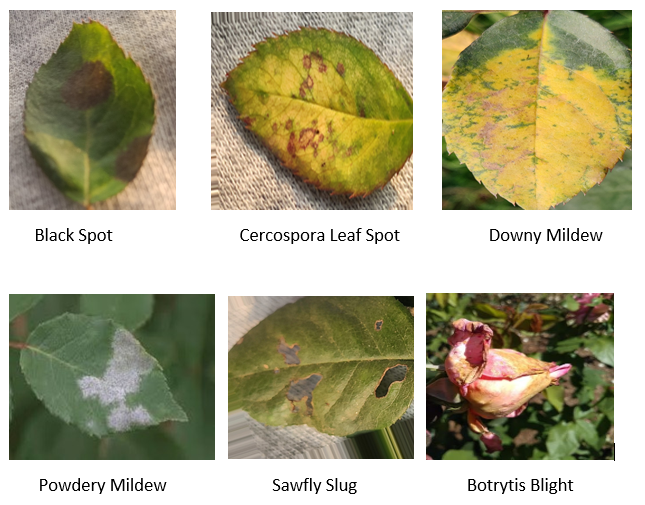 Black Spot
Cercospora Leaf Spot
Downy Mildew
Powdery Mildew
Sawfly Slug
Botrytis Blight